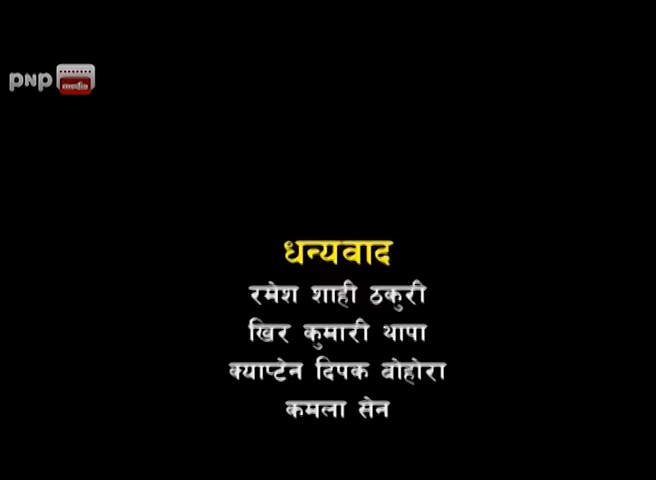 pnp media
धन्यवाद
रमेश शाही ठकुरी
खिर कुमारी थापा
क्याप्टेन दिपक बोहोरा
कमला सेन